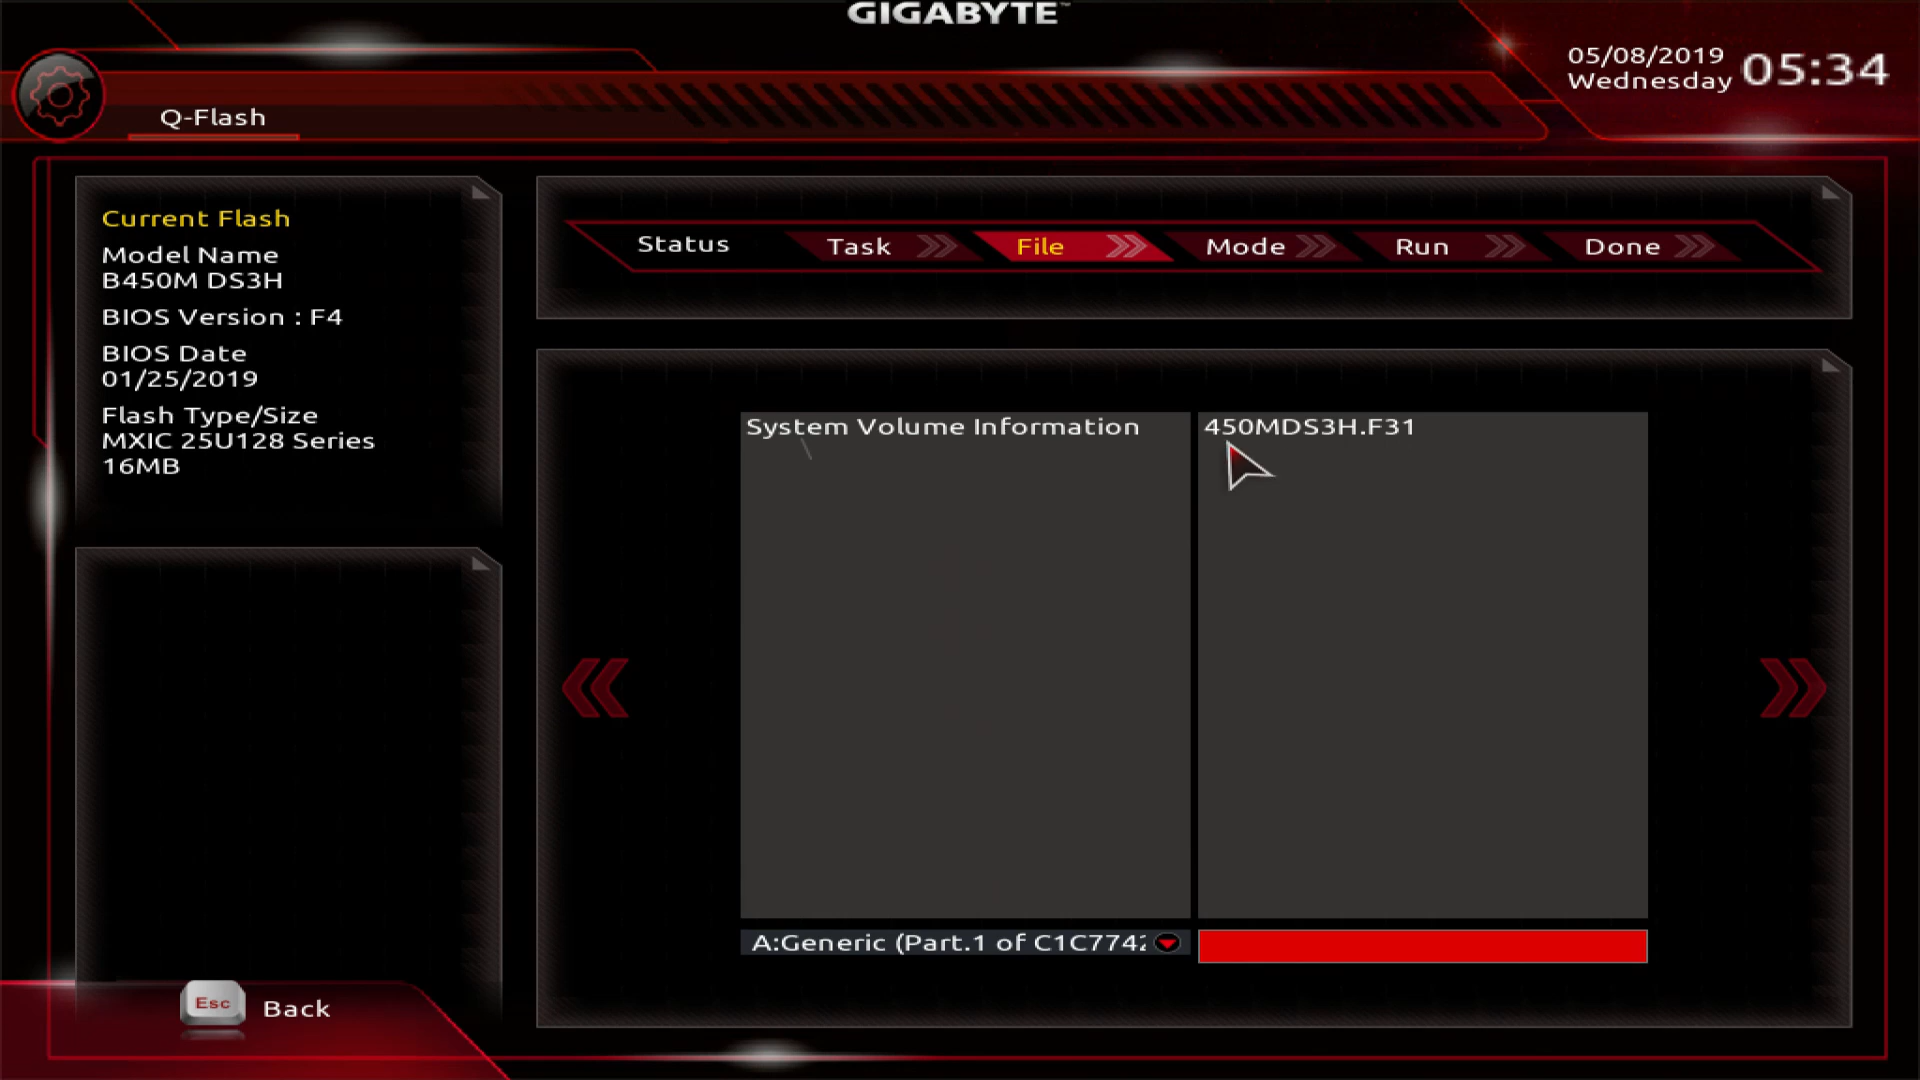 GIGABYTE™
05/08/2019
Wednesday
05:34
Q-Flash
Current Flash
Model Name
B450M DS3H
BIOS Version : F4
BIOS Date
01/25/2019
Flash Type/Size
MXIC 25U128 Series
16MB
Status
Task
File
Mode
Run
Done
System Volume Information
450MDS3H.F31
A:Generic (Part.1 of C1C7742
Esc
Back